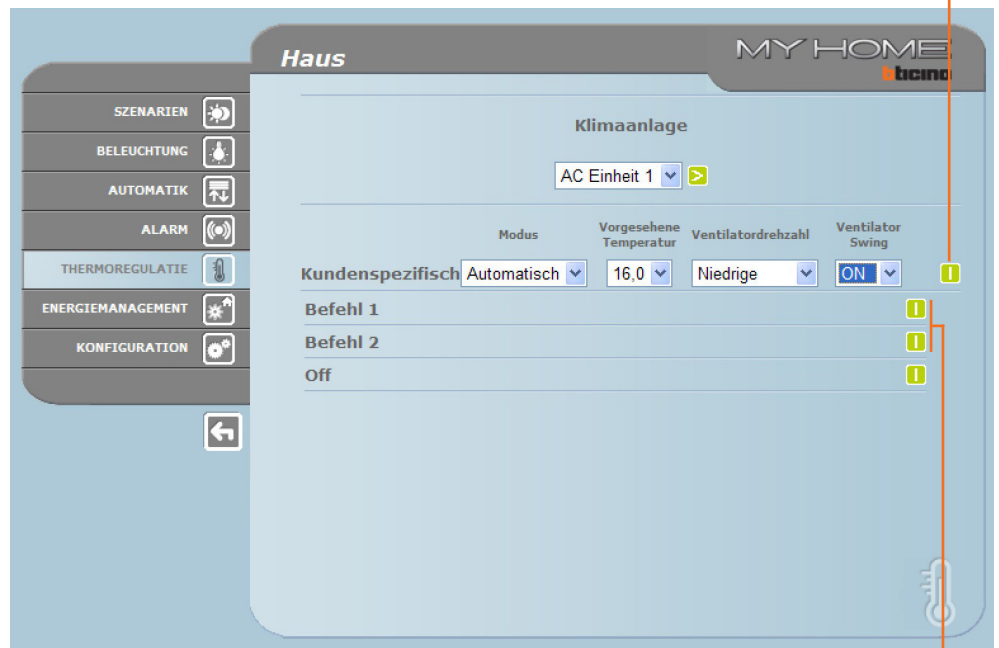 Haus
MY HOME
bticino
SZENARIEN
BELEUCHTUNG
AUTOMATIK
ALARM
THERMOREGULATIE
ENERGIEMANAGEMENT
KONFIGURATION
Klimaanlage
AC Einheit 1
Modus
Vorgesehene
Temperatur
Ventilatordrehzahl
Ventilator
Swing
Kundenspezifisch Automatisch 16,0 Niedrige ON
Befehl 1
Befehl 2
Off